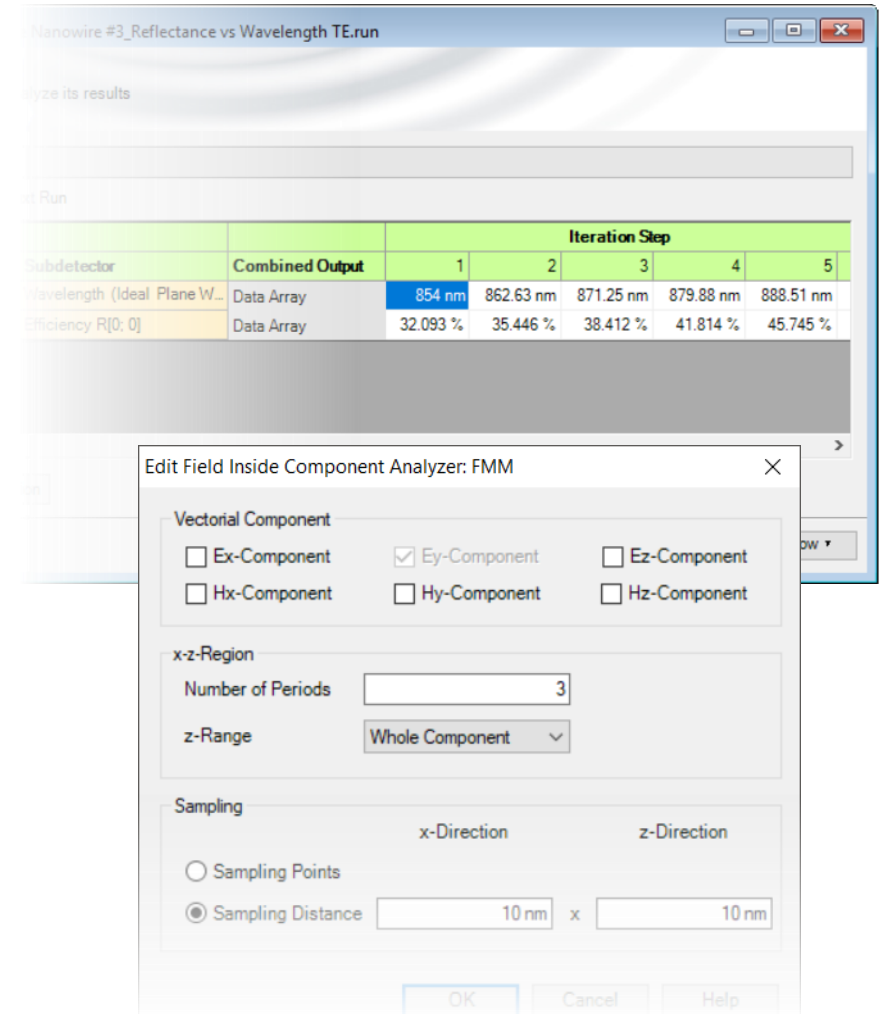 Nanowire #3_Reflectance vs Wavelength TE.run
its results
Run
Iteration Step
Subdetector Combined Output 1 2 3 4 5
Wavelength (Ideal Plane W... Data Array 854 nm 862.63 nm 871.25 nm 879.88 nm 888.51 nm
Efficiency R[0; 0] Data Array 32.093 % 35.446 % 38.412 % 41.814 % 45.745 %
Edit Field Inside Component Analyzer: FMM
Vectorial Component
Ex-Component Ey-Component Ez-Component
Hx-Component Hy-Component Hz-Component
x-z-Region
Number of Periods 3
z-Range Whole Component
Sampling
x-Direction z-Direction
Sampling Points
Sampling Distance 10 nm x 10 nm
OK Cancel Help